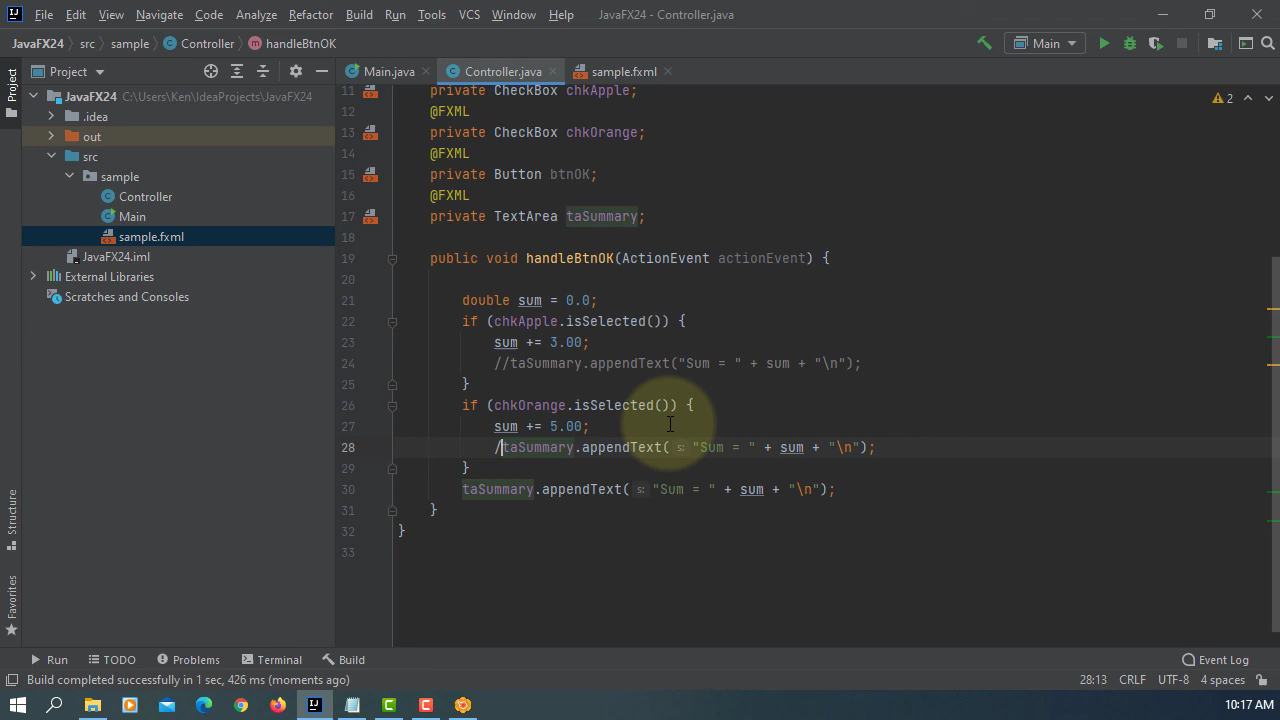 File Edit View Navigate Code Analyze Refactor Build Run Tools VCS Window Help JavaFX24 - Controller.java
JavaFX24 src sample Controller handleBtnOK Main
Project Main.java Controller.java sample.fxml
JavaFX24 C:\Users\Ken\IdeaProjects\JavaFX24
.idea
out
src
sample
Controller
Main
sample.fxml
JavaFX24.iml
External Libraries
Scratches and Consoles
Project
Structure
Favorites
2
11 private CheckBox chkApple;
12 @FXML
13 private CheckBox chkOrange;
14 @FXML
15 private Button btnOK;
16 @FXML
17 private TextArea taSummary;
18
19 public void handleBtnOK(ActionEvent actionEvent) {
20
21 double sum = 0.0;
22 if (chkApple.isSelected()) {
23 sum += 3.00;
24 //taSummary.appendText("Sum = " + sum + "\n");
25 }
26 if (chkOrange.isSelected()) {
27 sum += 5.00;
28 /taSummary.appendText( s: "Sum = " + sum + "\n");
29 }
30 taSummary.appendText( s: "Sum = " + sum + "\n");
31 }
32 }
33
Run TODO Problems Terminal Build Event Log
Build completed successfully in 1 sec, 426 ms (moments ago) 28:13 CRLF UTF-8 4 spaces
10:17 AM